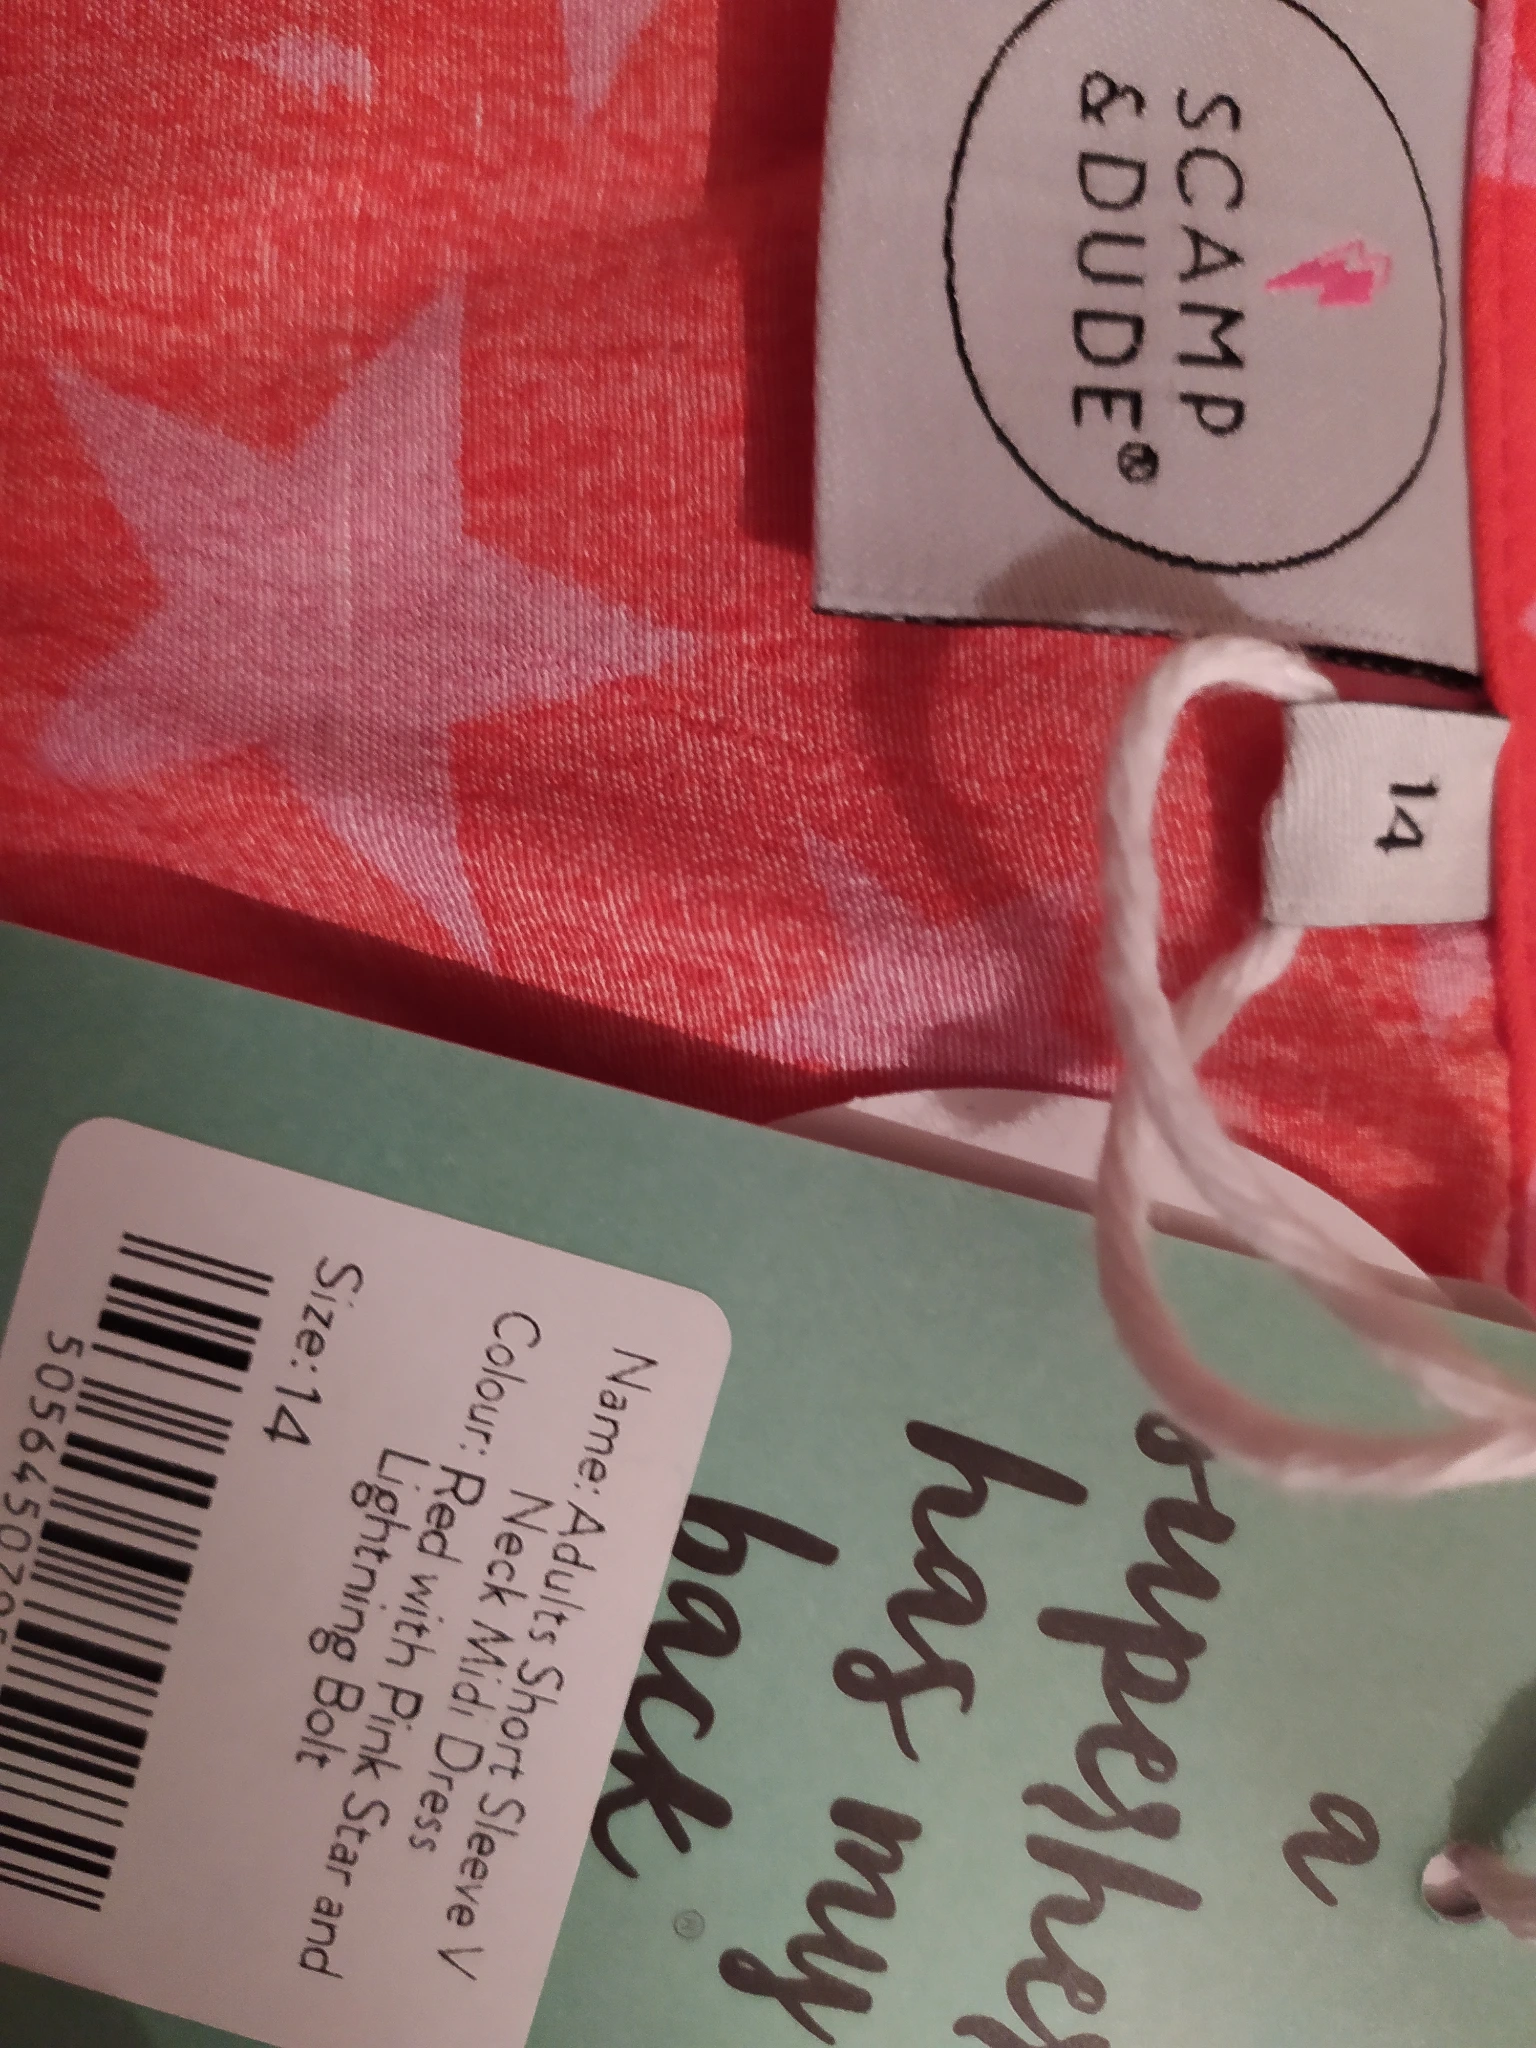 SCAMP
& DUDE®
14
a
has my
back®
Name: Adults Short Sleeve V
Neck Midi Dress
Colour: Red with Pink Star and
Lightning Bolt
Size: 14